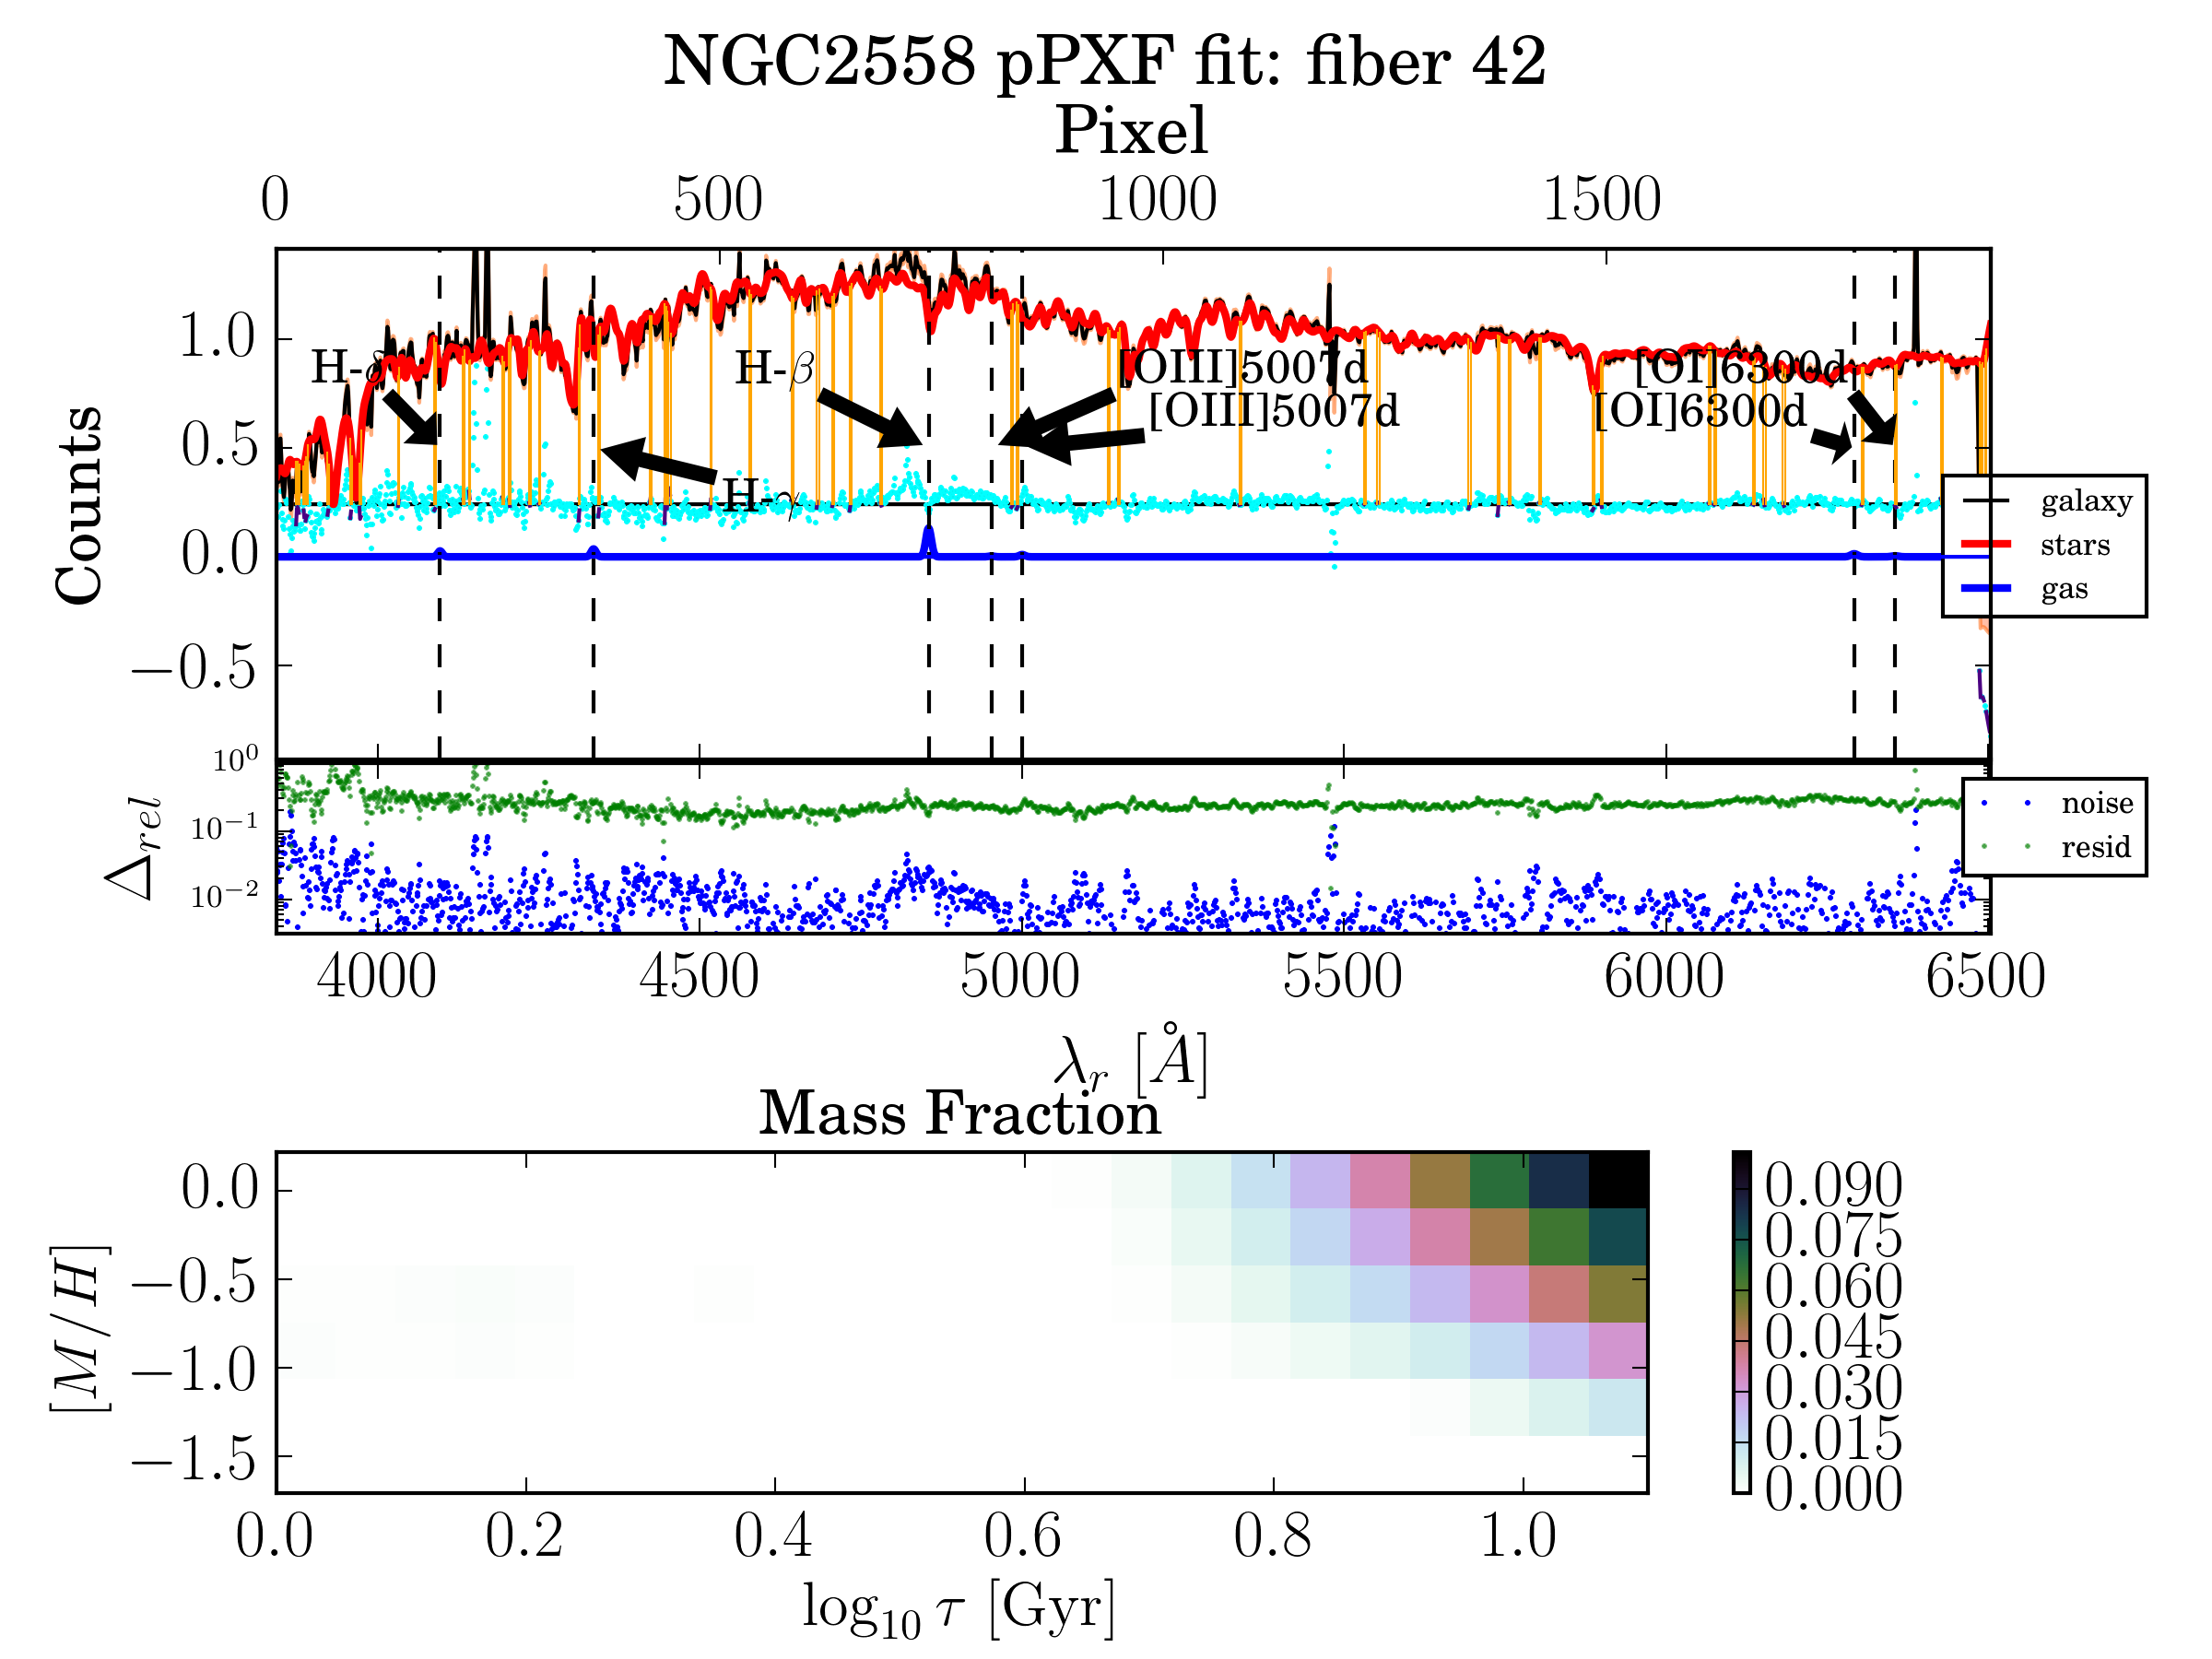 NGC2558 pPXF fit: fiber 42
Pixel
0 500 1000 1500
Counts
1.0
0.5
0.0
−0.5
H-δ
H-β
H-γ
[OIII]5007d
[OIII]5007d
[OI]6300d
[OI]6300d
galaxy
stars
gas
Δrel
10⁰
10⁻¹
10⁻²
noise
resid
4000 4500 5000 5500 6000 6500
λr [Å]
Mass Fraction
[M/H]
0.0
−0.5
−1.0
−1.5
0.0 0.2 0.4 0.6 0.8 1.0
log₁₀ τ [Gyr]
0.090
0.075
0.060
0.045
0.030
0.015
0.000